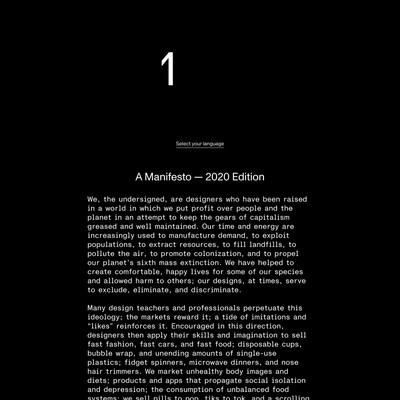 1
Select your language
A Manifesto — 2020 Edition
We, the undersigned, are designers who have been raised
in a world in which we put profit over people and the
planet in an attempt to keep the gears of capitalism
greased and well maintained. Our time and energy are
increasingly used to manufacture demand, to exploit
populations, to extract resources, to fill landfills, to
pollute the air, to promote colonization, and to propel
our planet's sixth mass extinction. We have helped to
create comfortable, happy lives for some of our species
and allowed harm to others; our designs, at times, serve
to exclude, eliminate, and discriminate.
Many design teachers and professionals perpetuate this
ideology; the markets reward it; a tide of imitations and
“likes” reinforces it. Encouraged in this direction,
designers then apply their skills and imagination to sell
fast fashion, fast cars, and fast food; disposable cups,
bubble wrap, and unending amounts of single-use
plastics; fidget spinners, microwave dinners, and nose
hair trimmers. We market unhealthy body images and
diets; products and apps that propagate social isolation
and depression; the consumption of unbalanced food
systems; we sell pills to pop, tiks to tok, and a scrolling